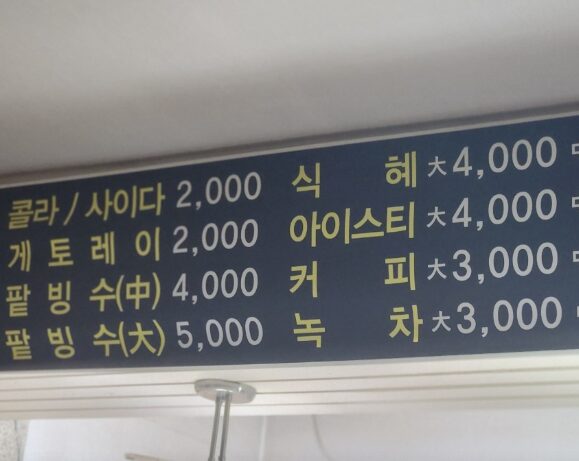 콜라 / 사이다 2,000
게토레이 2,000
팥빙수(中) 4,000
팥빙수(大) 5,000
식혜 大 4,000
아이스티 大 4,000
커피 大 3,000
녹차 大 3,000